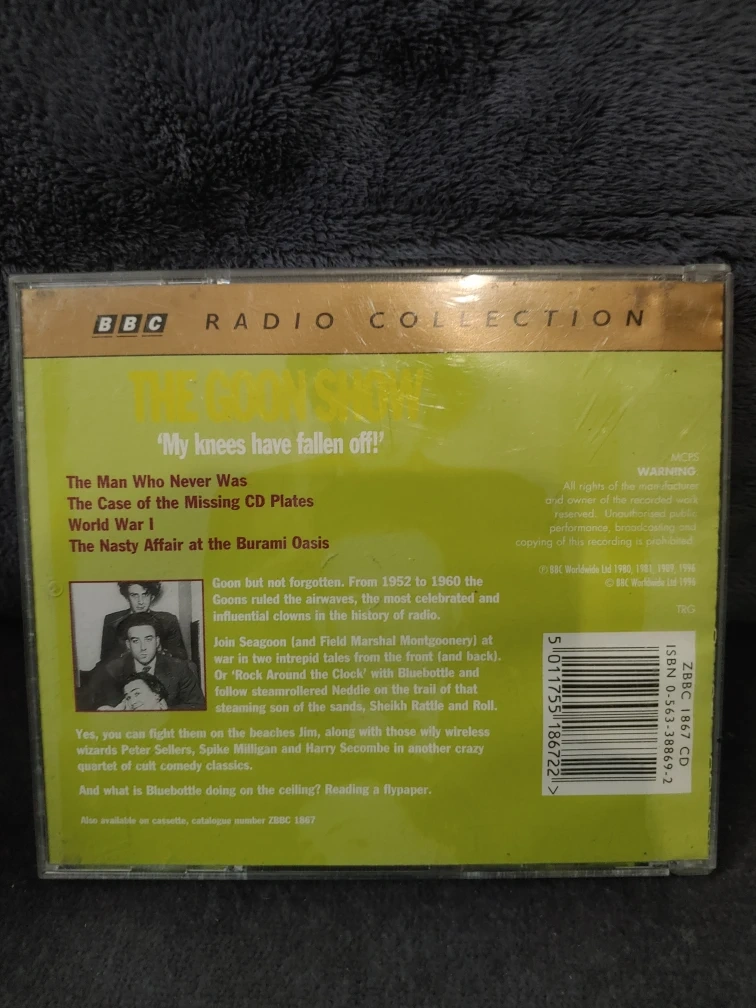 BBC RADIO COLLECTION
THE GOON SHOW
'My knees have fallen off!'
The Man Who Never Was
The Case of the Missing CD Plates
World War I
The Nasty Affair at the Burami Oasis
Goon but not forgotten. From 1952 to 1960 the
Goons ruled the airwaves, the most celebrated and
influential clowns in the history of radio.
Join Seagoon (and Field Marshal Montgoonery) at
war in two intrepid tales from the front (and back).
Or 'Rock Around the Clock' with Bluebottle and
follow steamrollered Neddie on the trail of that
steaming son of the sands, Sheikh Rattle and Roll.
Yes, you can fight them on the beaches Jim, along with those wily wireless
wizards Peter Sellers, Spike Milligan and Harry Secombe in another crazy
quartet of cult comedy classics.
And what is Bluebottle doing on the ceiling? Reading a flypaper.
Also available on cassette, catalogue number ZBBC 1867
MCPS
WARNING
All rights of the manufacturer
and owner of the recorded work
reserved. Unauthorised public
performance, broadcasting and
copying of this recording is prohibited.
℗ BBC Worldwide Ltd 1980, 1981, 1989, 1996
© BBC Worldwide Ltd 1996
TBG
ZBBC 1867 CD
ISBN 0-563-38869-2
5 011755 186722 >